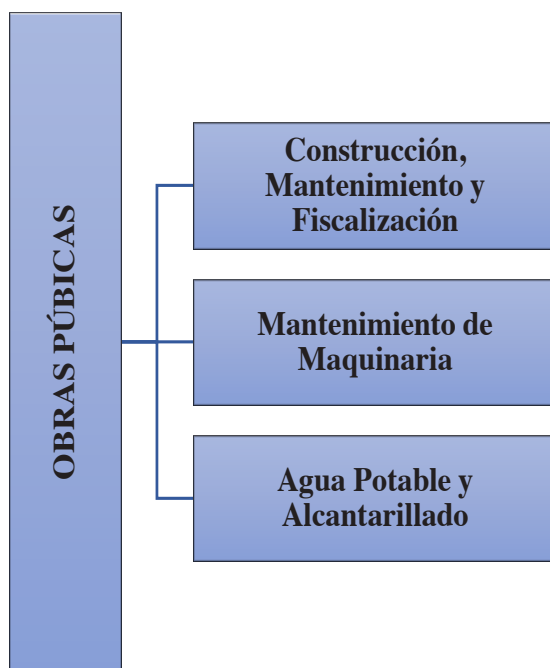 OBRAS PÚBICAS
Construcción,
Mantenimiento y
Fiscalización
Mantenimiento de
Maquinaria
Agua Potable y
Alcantarillado